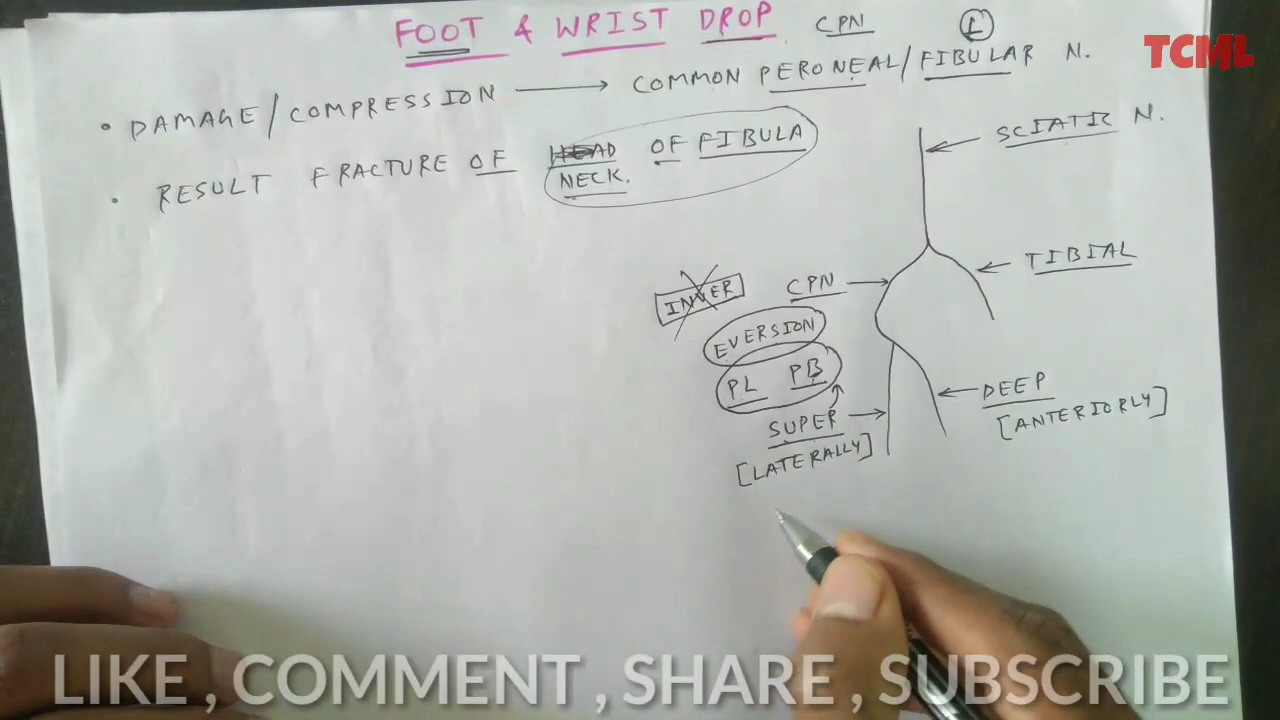 FOOT & WRIST DROP CPN L
TCML
• DAMAGE/COMPRESSION → COMMON PERONEAL/FIBULAR N.
• RESULT FRACTURE OF HEAD OF FIBULA
NECK.
SCIATIC N.
TIBIAL
CPN
INVER
EVERSION
PL PB
SUPER
[LATERALLY]
DEEP
[ANTERIORLY]
LIKE , COMMENT , SHARE , SUBSCRIBE